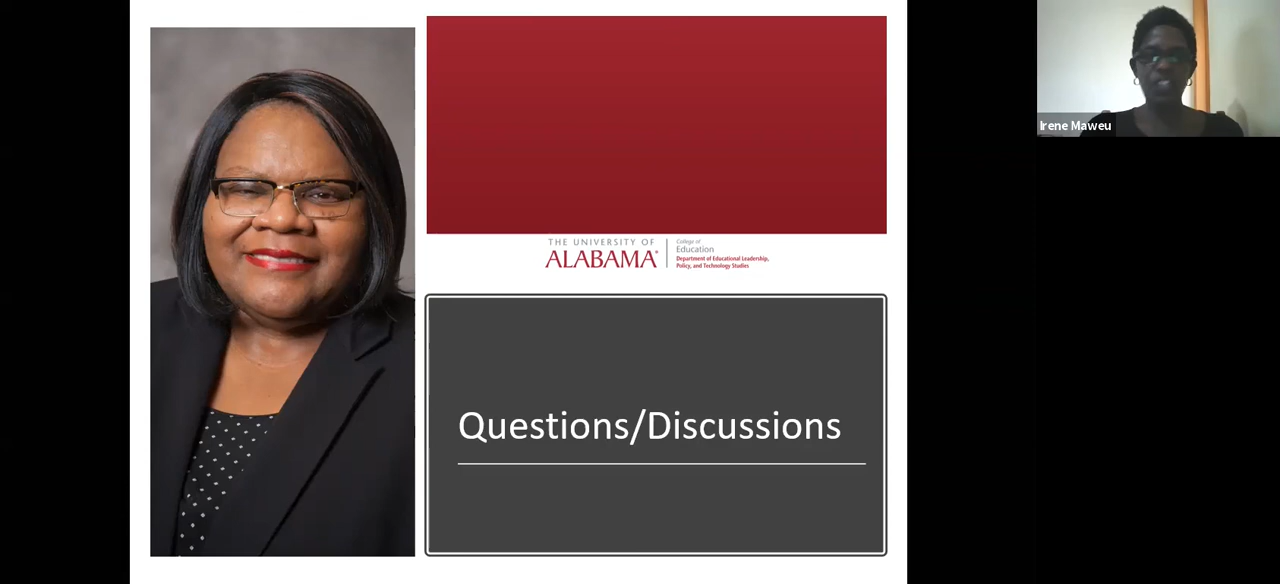 THE UNIVERSITY OF
ALABAMA®
College of
Education
Department of Educational Leadership,
Policy, and Technology Studies
Questions/Discussions
Irene Maweu